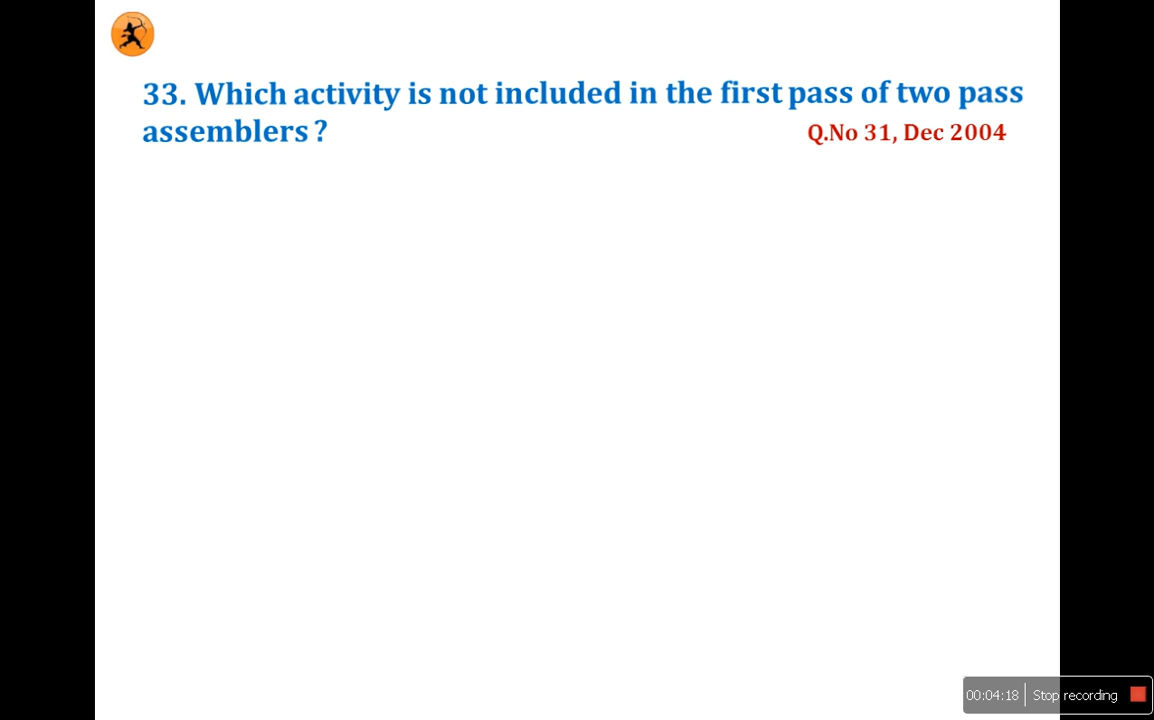 33. Which activity is not included in the first pass of two pass
assemblers ?
Q.No 31, Dec 2004
00:04:18 Stop recording